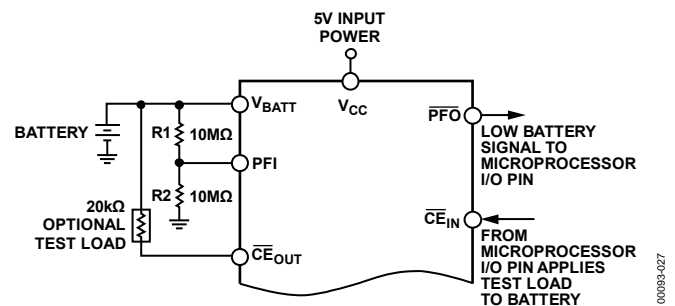 5V INPUT
POWER
V_BATT
V_CC
PFO
BATTERY
R1
10MΩ
LOW BATTERY
SIGNAL TO
MICROPROCESSOR
I/O PIN
PFI
R2
10MΩ
20kΩ
OPTIONAL
TEST LOAD
CE_IN
CE_OUT
FROM
MICROPROCESSOR
I/O PIN APPLIES
TEST LOAD
TO BATTERY
00093-027